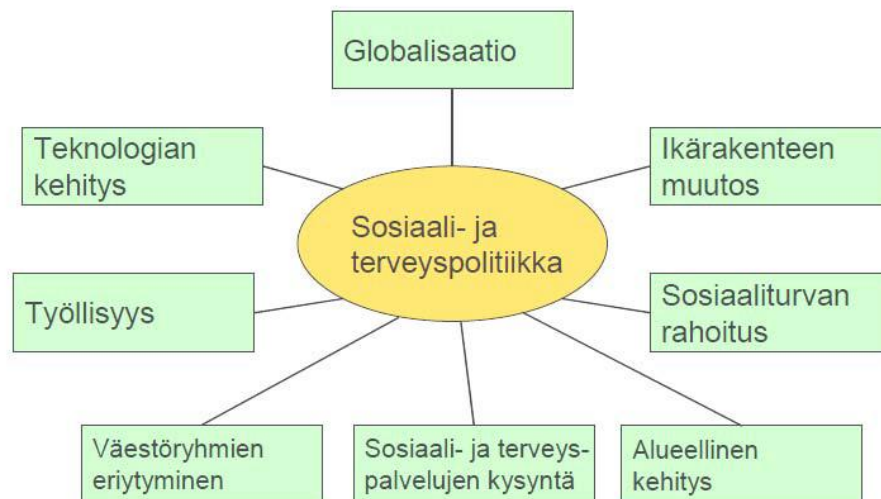 Globalisaatio
Teknologian
kehitys
Ikärakenteen
muutos
Sosiaali- ja
terveyspolitiikka
Työllisyys
Sosiaaliturvan
rahoitus
Väestöryhmien
eriytyminen
Sosiaali- ja terveys-
palvelujen kysyntä
Alueellinen
kehitys